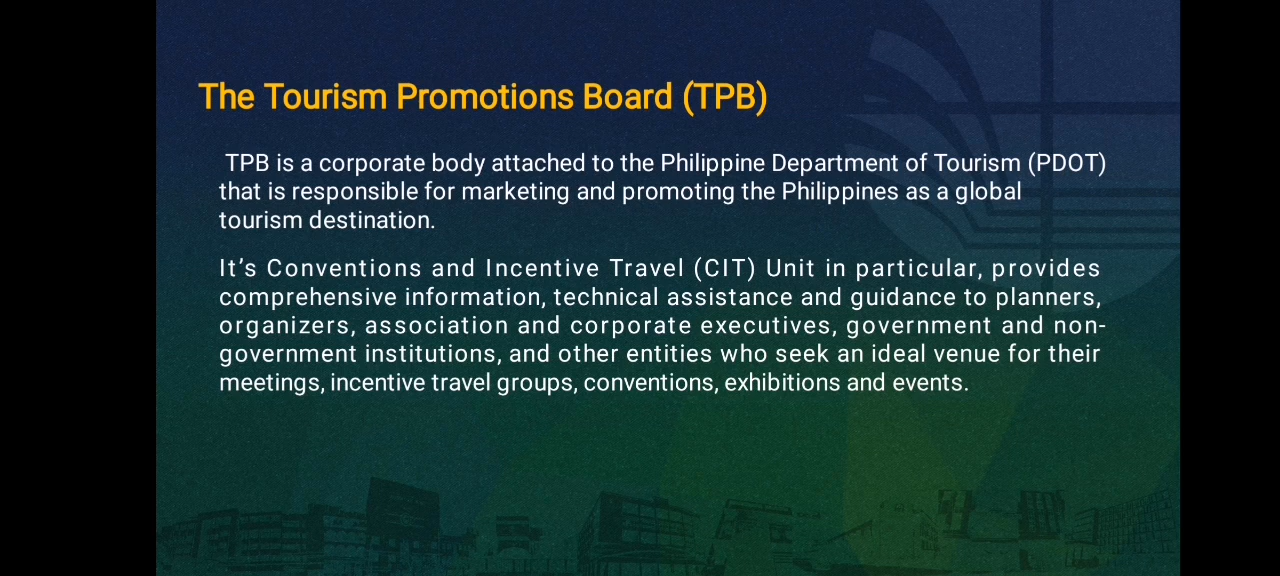 The Tourism Promotions Board (TPB)
TPB is a corporate body attached to the Philippine Department of Tourism (PDOT)
that is responsible for marketing and promoting the Philippines as a global
tourism destination.
It’s Conventions and Incentive Travel (CIT) Unit in particular, provides
comprehensive information, technical assistance and guidance to planners,
organizers, association and corporate executives, government and non-
government institutions, and other entities who seek an ideal venue for their
meetings, incentive travel groups, conventions, exhibitions and events.